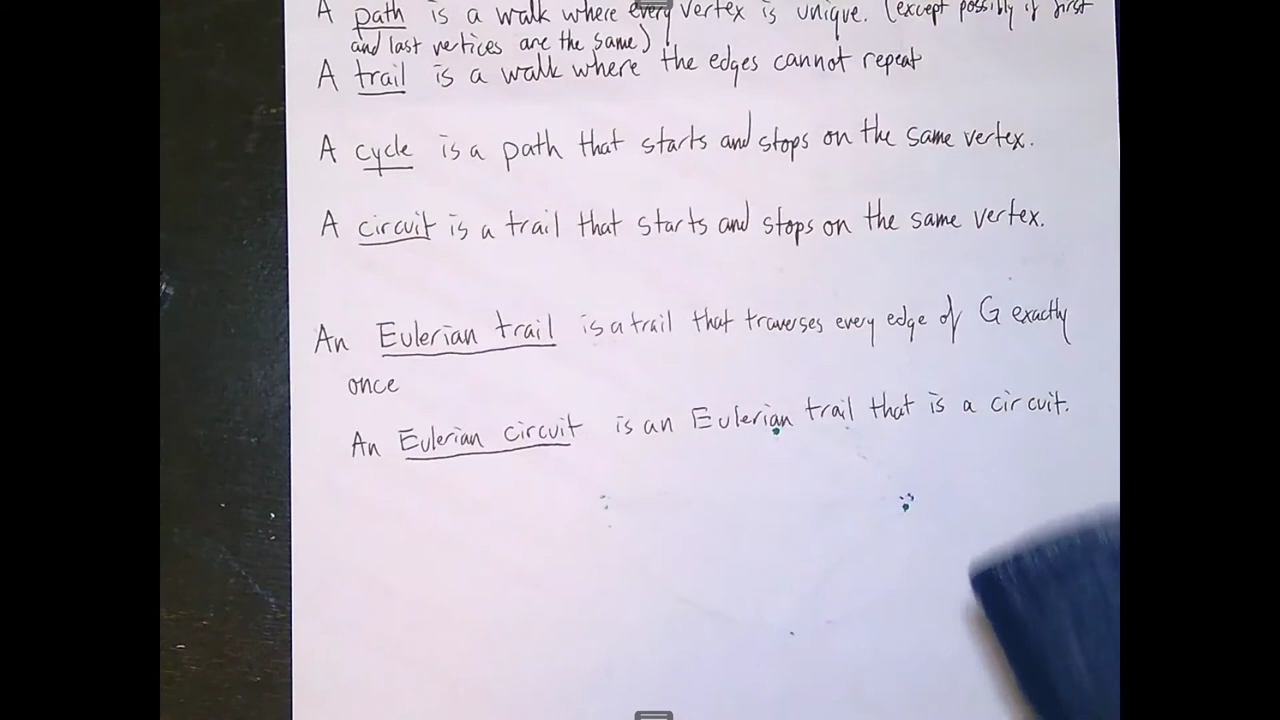 A path is a walk where every vertex is unique. (except possibly if first
and last vertices are the same)
A trail is a walk where the edges cannot repeat
A cycle is a path that starts and stops on the same vertex.
A circuit is a trail that starts and stops on the same vertex.
An Eulerian trail is a trail that traverses every edge of G exactly
once
An Eulerian circuit is an Eulerian trail that is a circuit.